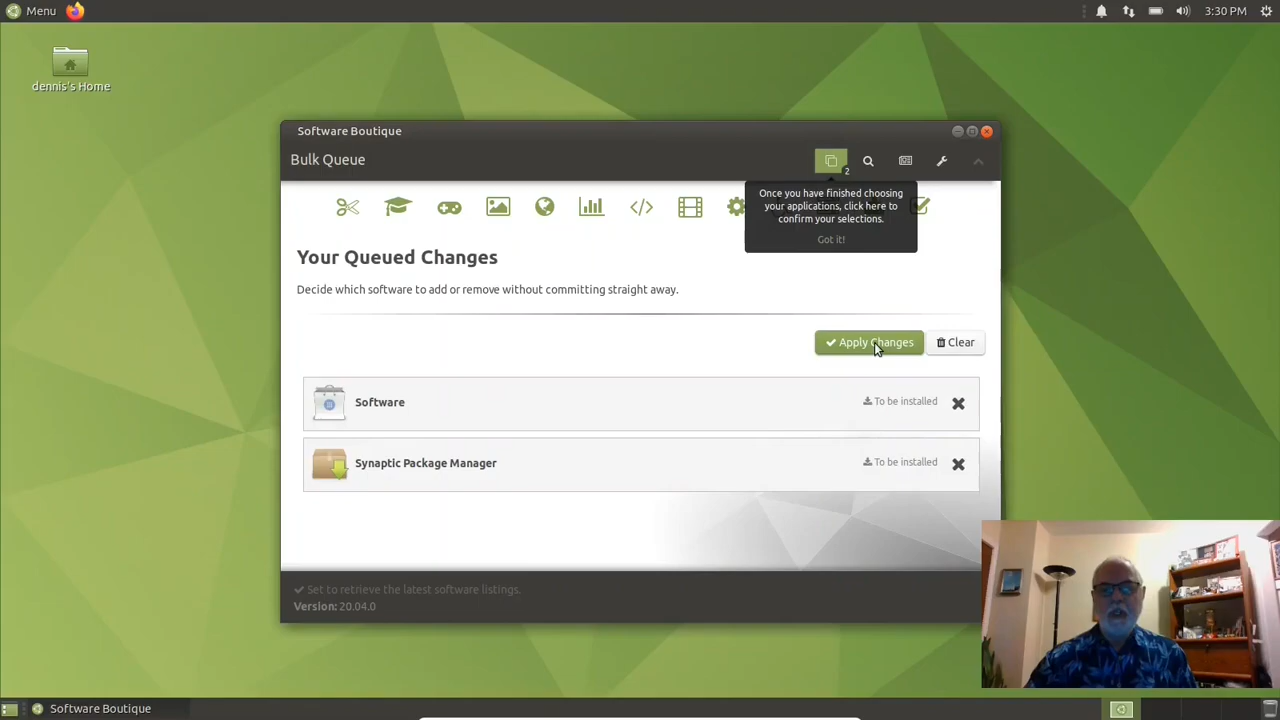 Menu
3:30 PM
dennis's Home
Software Boutique
Bulk Queue
2
Once you have finished choosing
your applications, click here to
confirm your selections.
Got it!
Your Queued Changes
Decide which software to add or remove without committing straight away.
Apply Changes
Clear
Software
To be installed
Synaptic Package Manager
To be installed
Set to retrieve the latest software listings.
Version: 20.04.0
Software Boutique